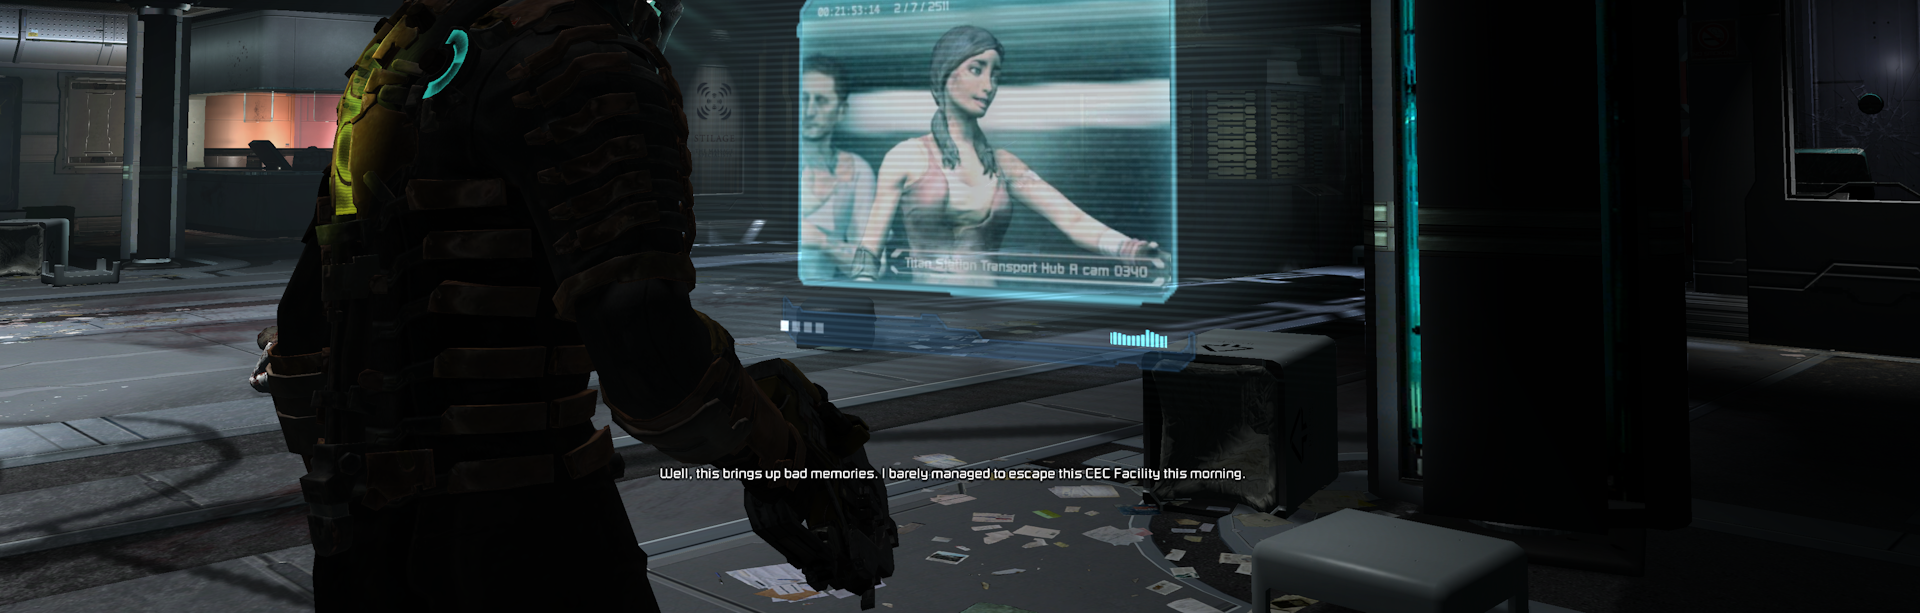 00:21:53:14 2/7/2511
Titan Station Transport Hub A cam 0340
Well, this brings up bad memories. I barely managed to escape this CEC Facility this morning.